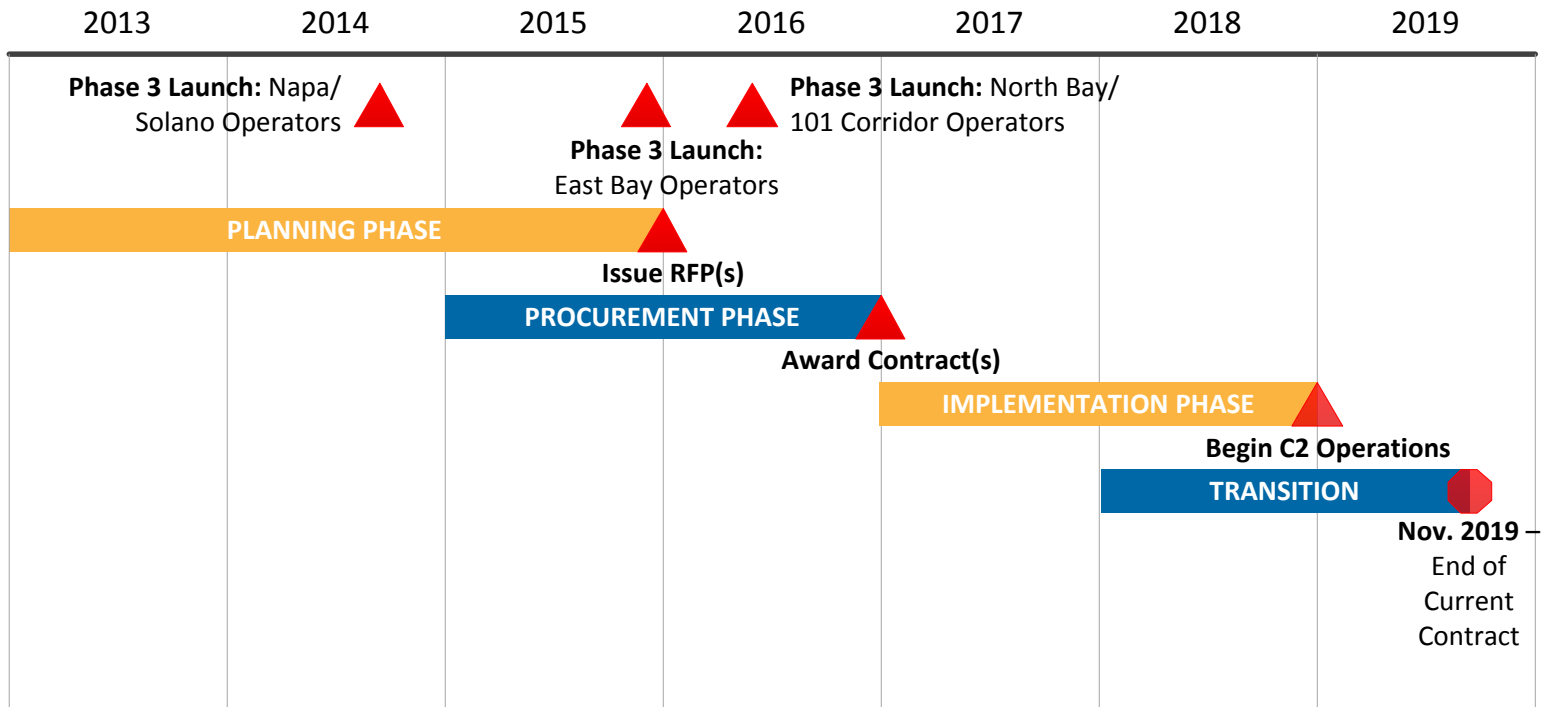 2013 2014 2015 2016 2017 2018 2019
Phase 3 Launch: Napa/
Solano Operators
Phase 3 Launch:
East Bay Operators
Phase 3 Launch: North Bay/
101 Corridor Operators
PLANNING PHASE
Issue RFP(s)
PROCUREMENT PHASE
Award Contract(s)
IMPLEMENTATION PHASE
Begin C2 Operations
TRANSITION
Nov. 2019 –
End of
Current
Contract